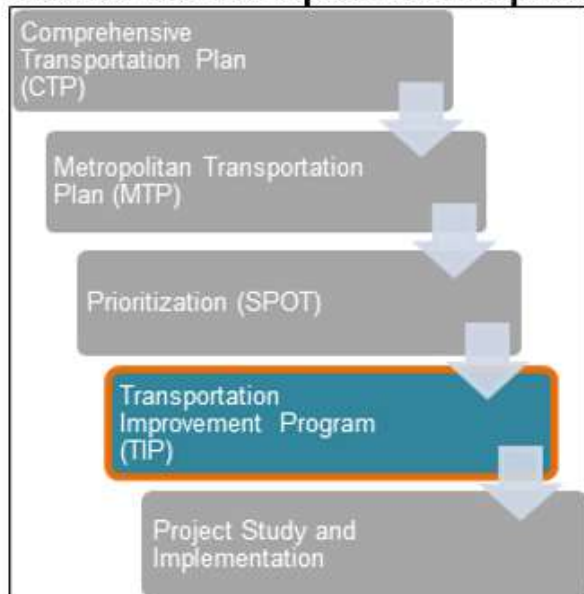 Comprehensive
Transportation Plan
(CTP)
Metropolitan Transportation
Plan (MTP)
Prioritization (SPOT)
Transportation
Improvement Program
(TIP)
Project Study and
Implementation